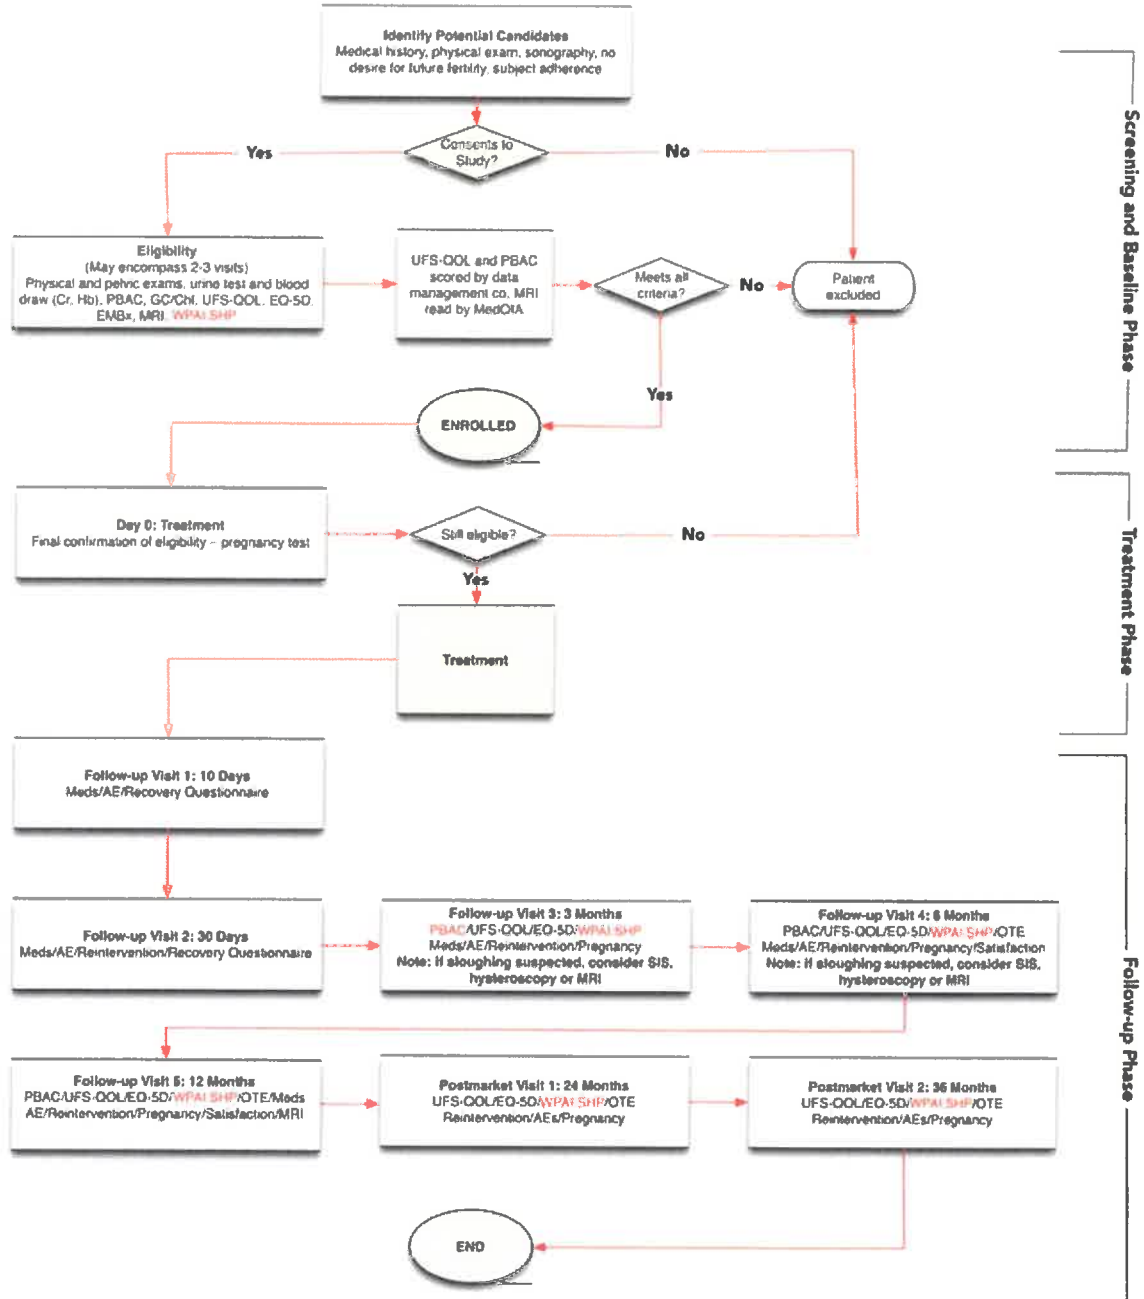 Identify Potential Candidates
Medical history, physical exam, sonography, no
desire for future fertility, subject adherence
Consents to
Study?
Yes
No
Eligibility
(May encompass 2-3 visits)
Physical and pelvic exams, urine test and blood
draw (Cr, Hb), PBAC, GC/Chl, UFS-QOL, EQ-5D,
EMBx, MRI, WPAI:SHP
UFS-QOL and PBAC
scored by data
management co. MRI
read by MedQIA
Meets all
criteria?
No
Patient
excluded
Yes
ENROLLED
Screening and Baseline Phase
Day 0: Treatment
Final confirmation of eligibility – pregnancy test
Still eligible?
No
Yes
Treatment
Treatment Phase
Follow-up Visit 1: 10 Days
Meds/AE/Recovery Questionnaire
Follow-up Visit 2: 30 Days
Meds/AE/Reintervention/Recovery Questionnaire
Follow-up Visit 3: 3 Months
PBAC/UFS-QOL/EQ-5D/WPAI:SHP
Meds/AE/Reintervention/Pregnancy
Note: If sloughing suspected, consider SIS,
hysteroscopy or MRI
Follow-up Visit 4: 6 Months
PBAC/UFS-QOL/EQ-5D/WPAI:SHP/OTE
Meds/AE/Reintervention/Pregnancy/Satisfaction
Note: If sloughing suspected, consider SIS,
hysteroscopy or MRI
Follow-up Visit 5: 12 Months
PBAC/UFS-QOL/EQ-5D/WPAI:SHP/OTE/Meds
AE/Reintervention/Pregnancy/Satisfaction/MRI
Postmarket Visit 1: 24 Months
UFS-QOL/EQ-5D/WPAI:SHP/OTE
Reintervention/AEs/Pregnancy
Postmarket Visit 2: 36 Months
UFS-QOL/EQ-5D/WPAI:SHP/OTE
Reintervention/AEs/Pregnancy
END
Follow-up Phase